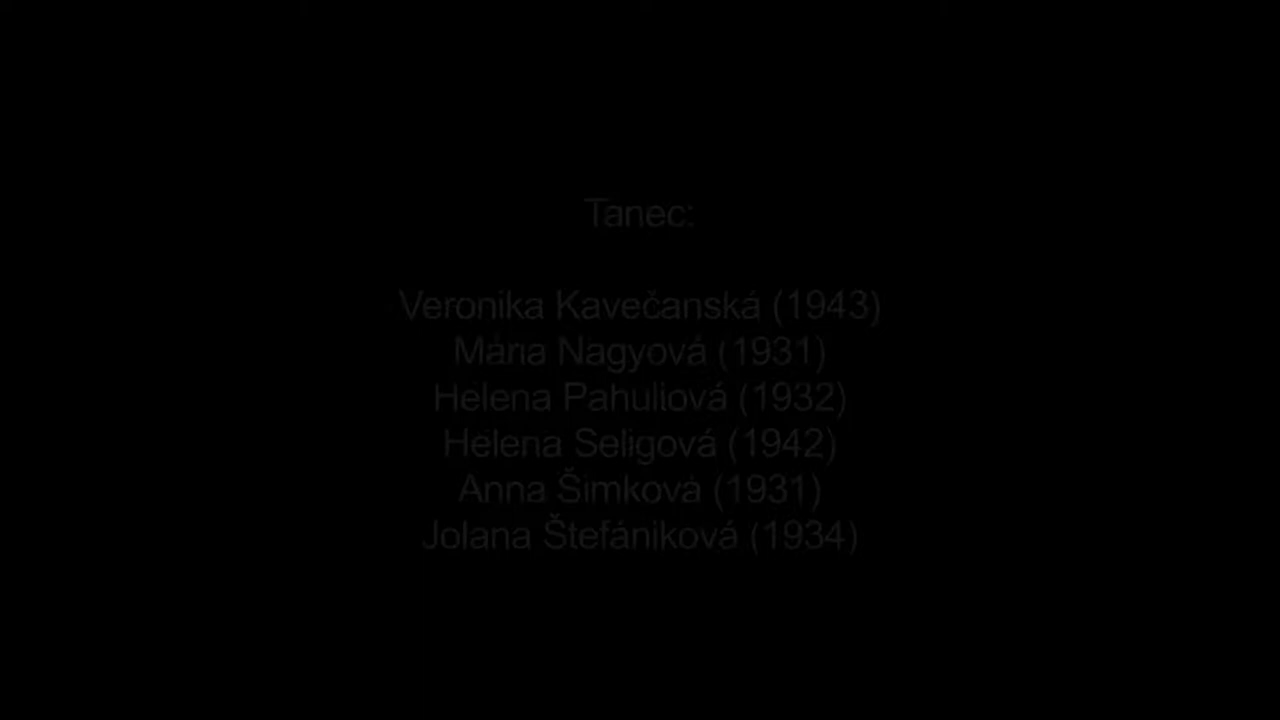 Tanec:
Veronika Kavečanská (1943)
Mária Nagyová (1931)
Helena Pahuliová (1932)
Helena Seligová (1942)
Anna Šimková (1931)
Jolana Štefániková (1934)